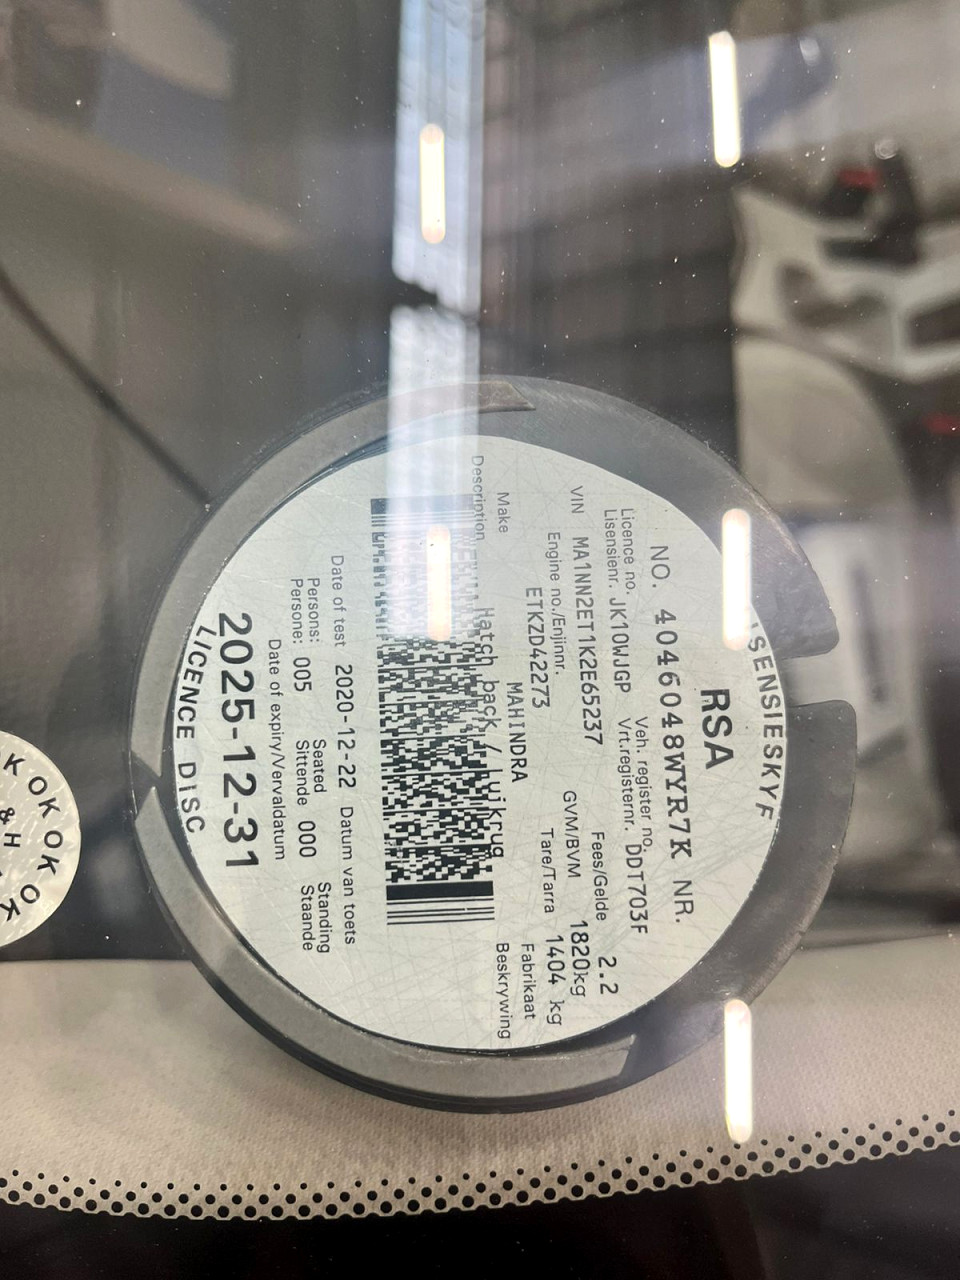 ISENSIESKYF
RSA
NO. 4046048WYR7K NR.
Licence no. Veh. register no.
Lisensienr. JK10WJGP Vrt.registernr. DDT703F
Fees/Gelde 2.2
VIN MA1NN2ET1K2E65237 GVM/BVM 1820kg
Engine no./Enjinnr. Tare/Tarra 1404 kg
ETKZD42273
Make MAHINDRA Fabrikaat
Description Hatch back / Luikrug Beskrywing
Date of test 2020-12-22 Datum van toets
Persons: Seated Standing
Persone: 005 Sittende 000 Staande
Date of expiry/Vervaldatum
2025-12-31
LICENCE DISC
KOKOKOKOK
& H